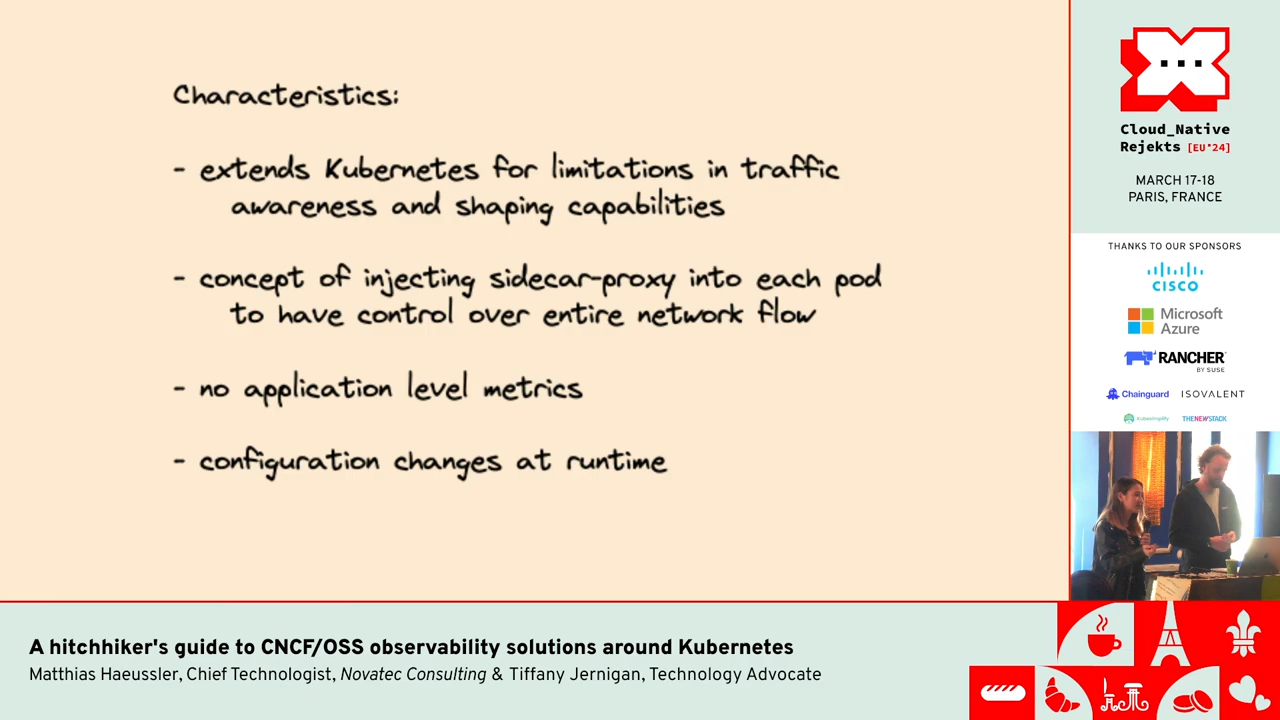 Characteristics:
- extends Kubernetes for limitations in traffic
awareness and shaping capabilities
- concept of injecting sidecar-proxy into each pod
to have control over entire network flow
- no application level metrics
- configuration changes at runtime
Cloud_Native
Rejekts [EU'24]
MARCH 17-18
PARIS, FRANCE
THANKS TO OUR SPONSORS
CISCO
Microsoft
Azure
RANCHER
BY SUSE
Chainguard ISOVALENT
Kubesimplify THENEWSTACK
A hitchhiker's guide to CNCF/OSS observability solutions around Kubernetes
Matthias Haeussler, Chief Technologist, Novatec Consulting & Tiffany Jernigan, Technology Advocate